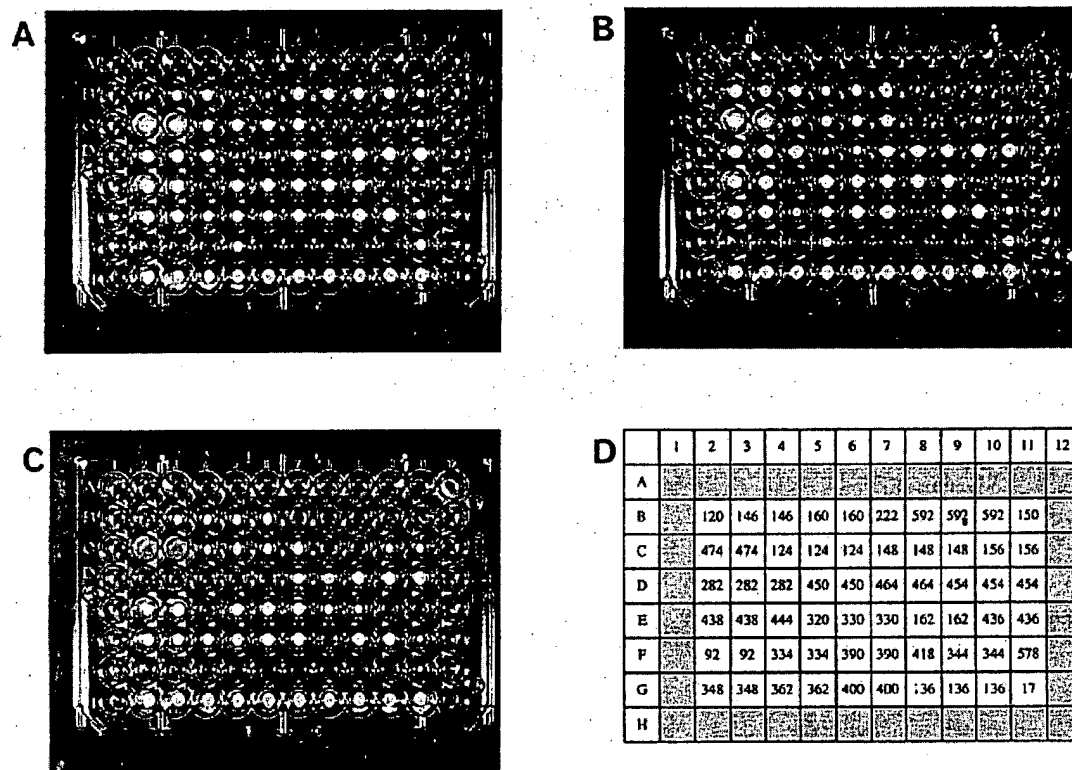 A
B
C
D
1 2 3 4 5 6 7 8 9 10 11 12
A
B 120 146 146 160 160 222 592 592 592 150
C 474 474 124 124 124 148 148 148 156 156
D 282 282 282 450 450 464 464 454 454 454
E 438 438 444 320 330 330 162 162 436 436
F 92 92 334 334 390 390 418 344 344 578
G 348 348 362 362 400 400 136 136 136 17
H